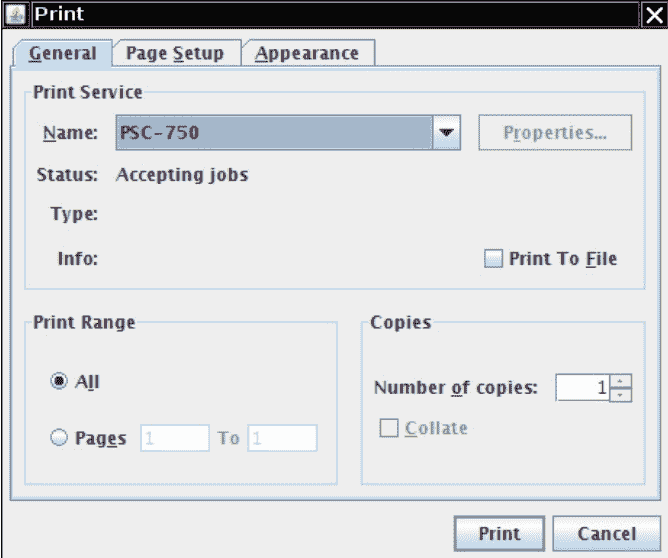 Print
General Page Setup Appearance
Print Service
Name: PSC-750 Properties...
Status: Accepting jobs
Type:
Info: Print To File
Print Range Copies
All
Number of copies: 1
Pages 1 To 1 Collate
Print Cancel